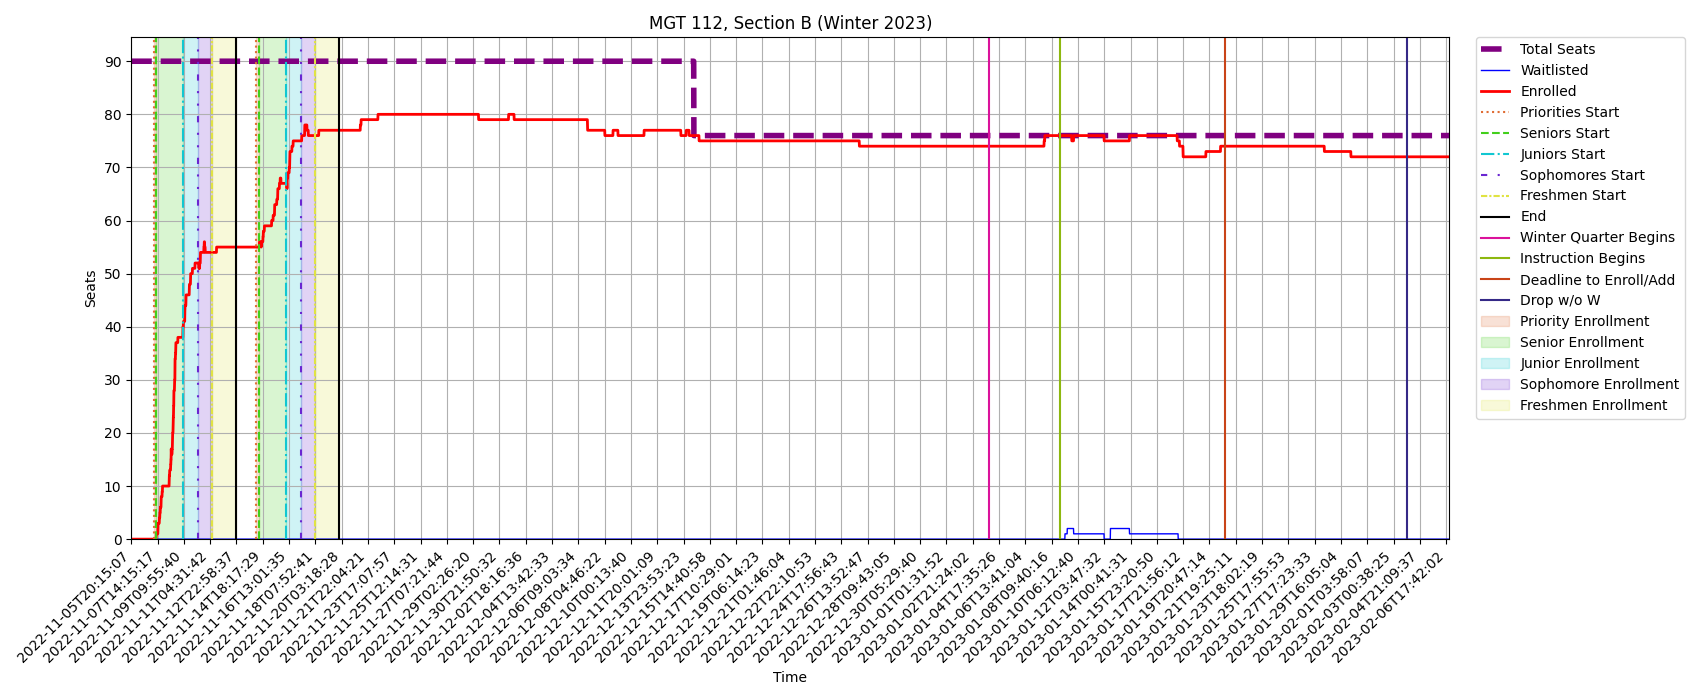 MGT 112, Section B (Winter 2023)
Seats
90
80
70
60
50
40
30
20
10
0
2022-11-05T20:15:07
2022-11-07T14:15:17
2022-11-09T09:55:40
2022-11-11T04:31:42
2022-11-12T22:58:37
2022-11-14T18:17:29
2022-11-16T13:01:35
2022-11-18T07:52:41
2022-11-20T03:18:28
2022-11-21T22:04:21
2022-11-23T17:07:57
2022-11-25T12:14:31
2022-11-27T07:21:44
2022-11-29T02:26:20
2022-11-30T21:50:32
2022-12-02T18:16:36
2022-12-04T13:42:33
2022-12-06T09:03:34
2022-12-08T04:46:22
2022-12-10T00:13:40
2022-12-11T20:01:09
2022-12-13T23:53:23
2022-12-15T14:40:58
2022-12-17T10:29:01
2022-12-19T06:14:23
2022-12-21T01:46:04
2022-12-22T22:10:53
2022-12-24T17:56:43
2022-12-26T13:52:47
2022-12-28T09:43:05
2022-12-30T05:29:40
2023-01-01T01:31:52
2023-01-02T21:24:02
2023-01-04T17:35:26
2023-01-06T13:41:04
2023-01-08T09:40:16
2023-01-10T06:12:40
2023-01-12T03:47:32
2023-01-14T00:41:31
2023-01-15T23:20:50
2023-01-17T21:56:12
2023-01-19T20:47:14
2023-01-21T19:25:11
2023-01-23T18:02:19
2023-01-25T17:55:53
2023-01-27T17:23:33
2023-01-29T16:05:04
2023-02-01T03:58:07
2023-02-03T00:38:25
2023-02-04T21:09:37
2023-02-06T17:42:02
Time
Total Seats
Waitlisted
Enrolled
Priorities Start
Seniors Start
Juniors Start
Sophomores Start
Freshmen Start
End
Winter Quarter Begins
Instruction Begins
Deadline to Enroll/Add
Drop w/o W
Priority Enrollment
Senior Enrollment
Junior Enrollment
Sophomore Enrollment
Freshmen Enrollment